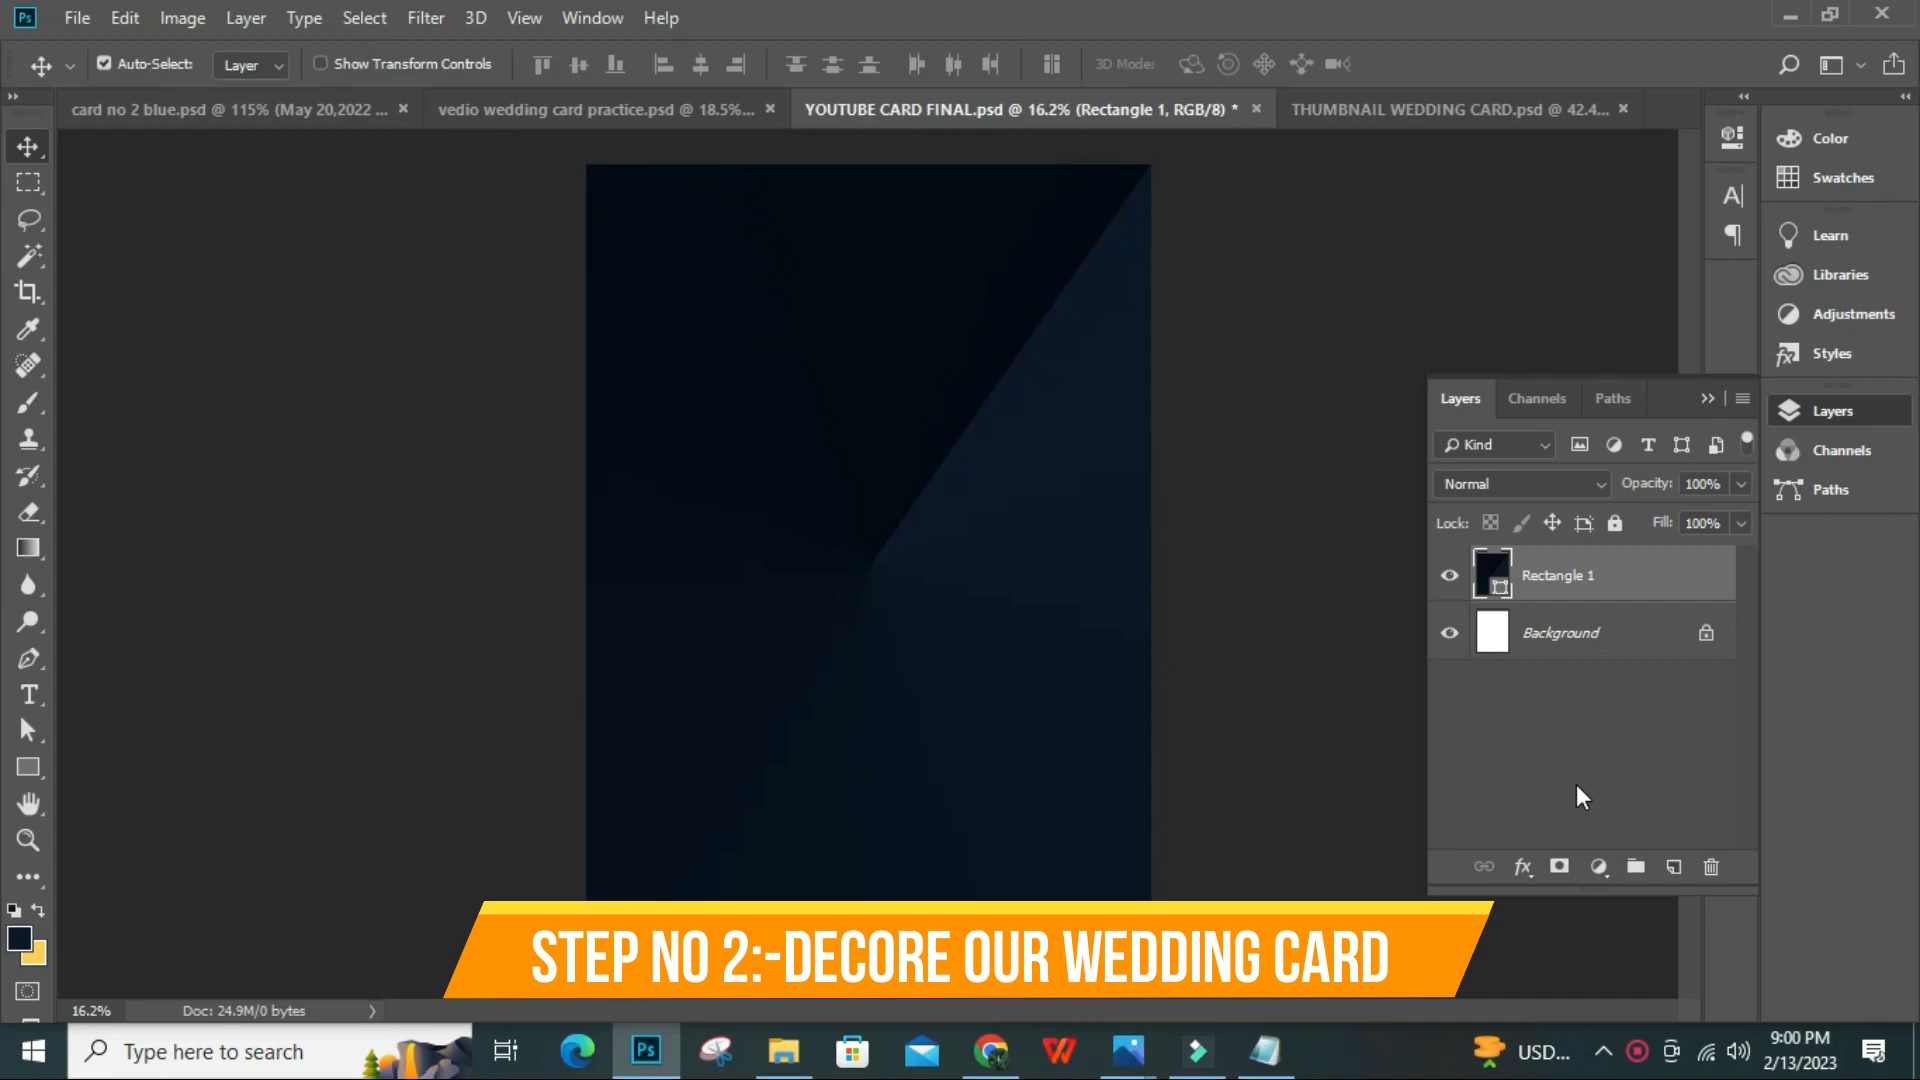 Ps File Edit Image Layer Type Select Filter 3D View Window Help
Auto-Select: Layer Show Transform Controls 3D Mode:
card no 2 blue.psd @ 115% (May 20,2022 ... × vedio wedding card practice.psd @ 18.5%... × YOUTUBE CARD FINAL.psd @ 16.2% (Rectangle 1, RGB/8) * × THUMBNAIL WEDDING CARD.psd @ 42.4... ×
Color
Swatches
Learn
Libraries
Adjustments
Styles
Layers
Channels
Paths
Layers Channels Paths
Kind
Normal Opacity: 100%
Lock: Fill: 100%
Rectangle 1
Background
STEP NO 2:-DECORE OUR WEDDING CARD
16.2% Doc: 24.9M/0 bytes
Type here to search
Ps
USD...
9:00 PM
2/13/2023